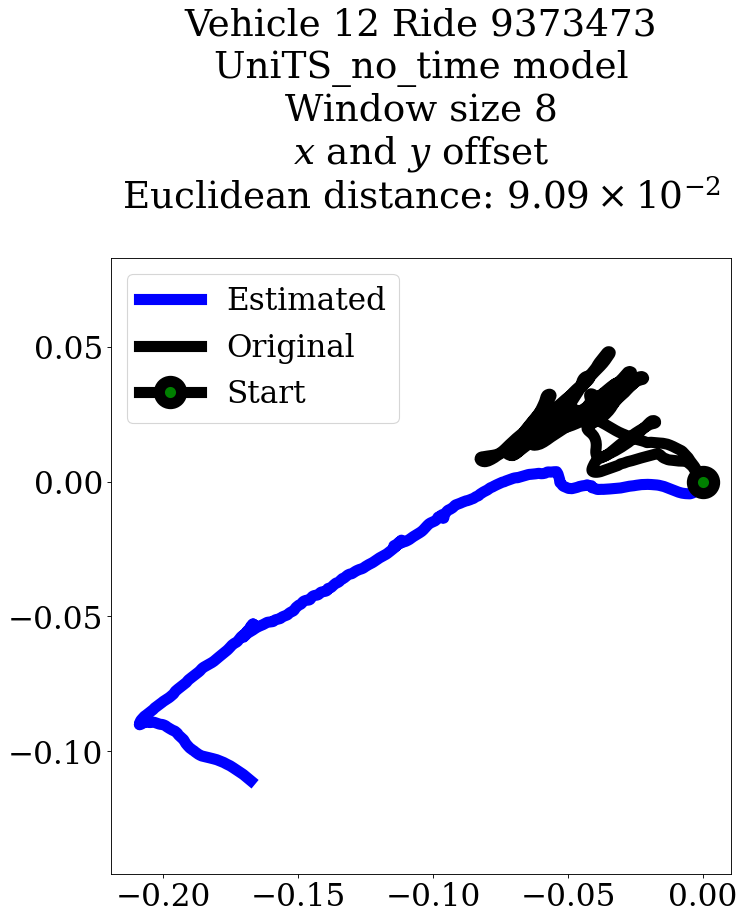 Vehicle 12 Ride 9373473
UniTS_no_time model
Window size 8
x and y offset
Euclidean distance: 9.09 × 10⁻²
Estimated
Original
Start
0.05
0.00
−0.05
−0.10
−0.20 −0.15 −0.10 −0.05 0.00